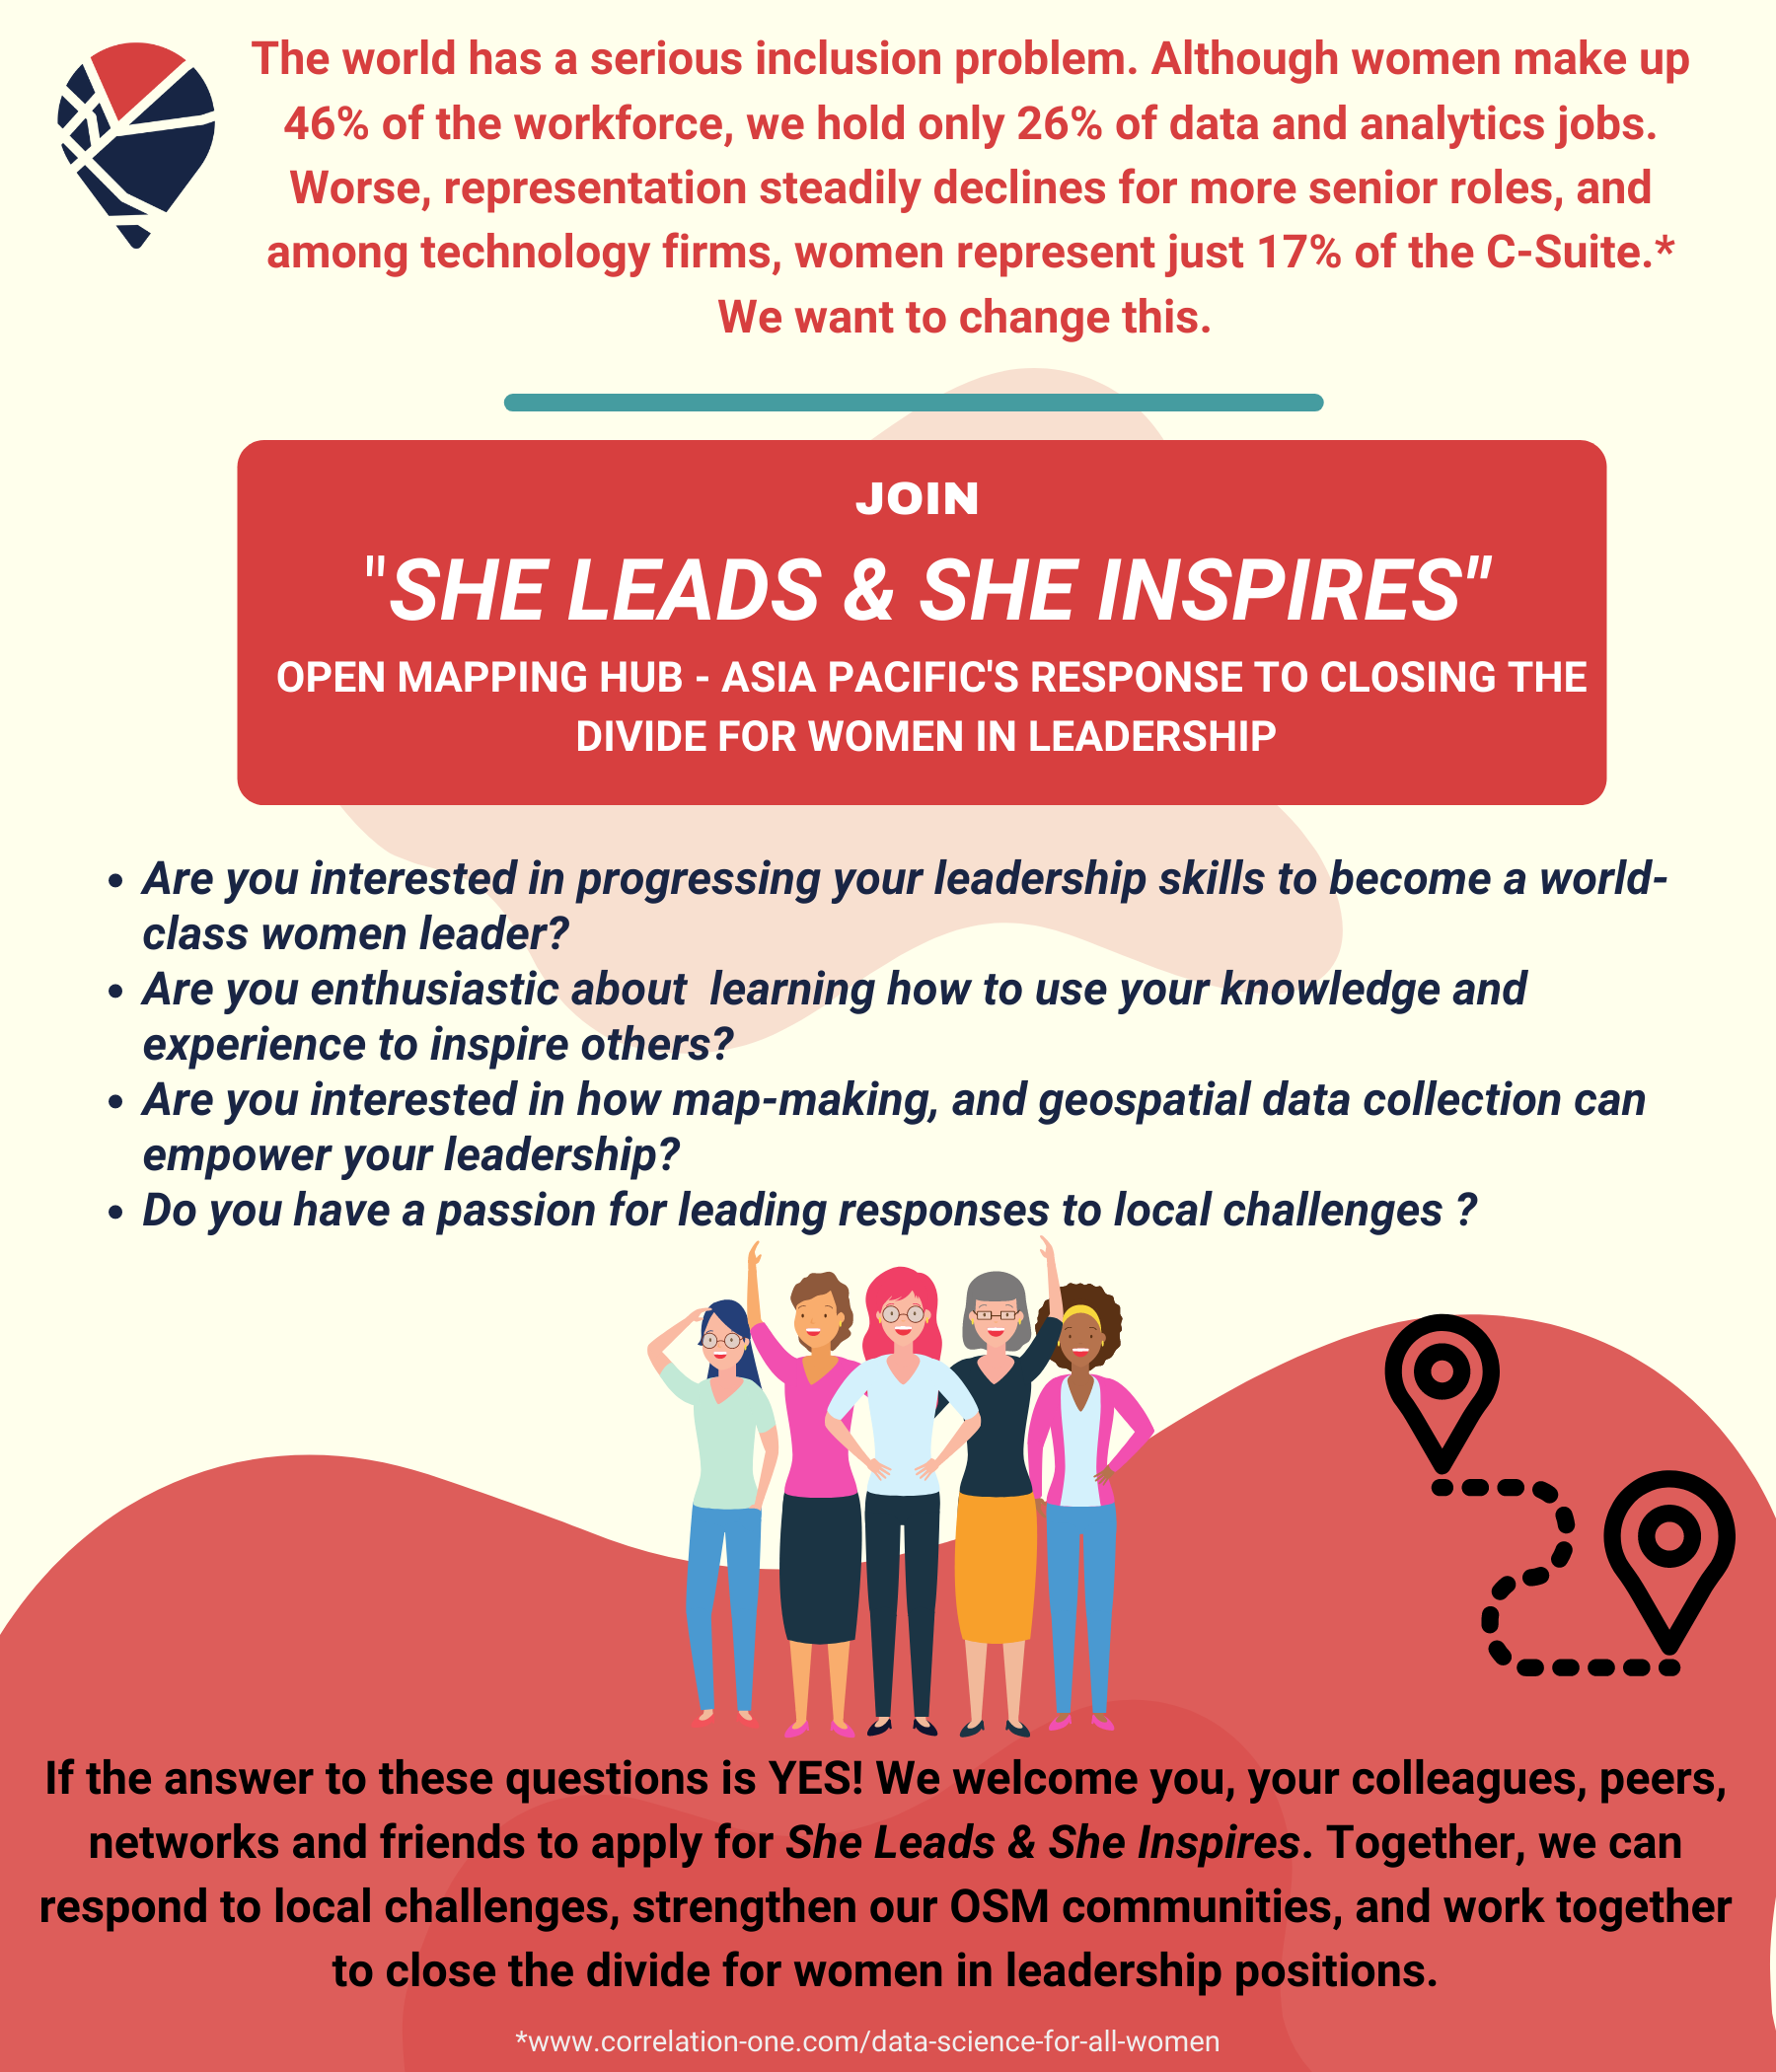 The world has a serious inclusion problem. Although women make up
46% of the workforce, we hold only 26% of data and analytics jobs.
Worse, representation steadily declines for more senior roles, and
among technology firms, women represent just 17% of the C-Suite.*
We want to change this.
JOIN
"SHE LEADS & SHE INSPIRES"
OPEN MAPPING HUB - ASIA PACIFIC'S RESPONSE TO CLOSING THE
DIVIDE FOR WOMEN IN LEADERSHIP
• Are you interested in progressing your leadership skills to become a world-
class women leader?
• Are you enthusiastic about  learning how to use your knowledge and
experience to inspire others?
• Are you interested in how map-making, and geospatial data collection can
empower your leadership?
• Do you have a passion for leading responses to local challenges ?
If the answer to these questions is YES! We welcome you, your colleagues, peers,
networks and friends to apply for She Leads & She Inspires. Together, we can
respond to local challenges, strengthen our OSM communities, and work together
to close the divide for women in leadership positions.
*www.correlation-one.com/data-science-for-all-women